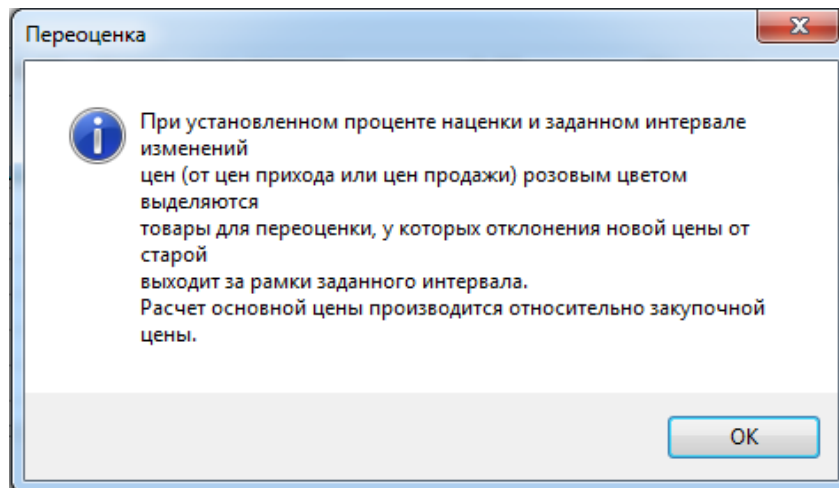 Переоценка
При установленном проценте наценки и заданном интервале
изменений
цен (от цен прихода или цен продажи) розовым цветом
выделяются
товары для переоценки, у которых отклонения новой цены от
старой
выходит за рамки заданного интервала.
Расчет основной цены производится относительно закупочной
цены.
OK